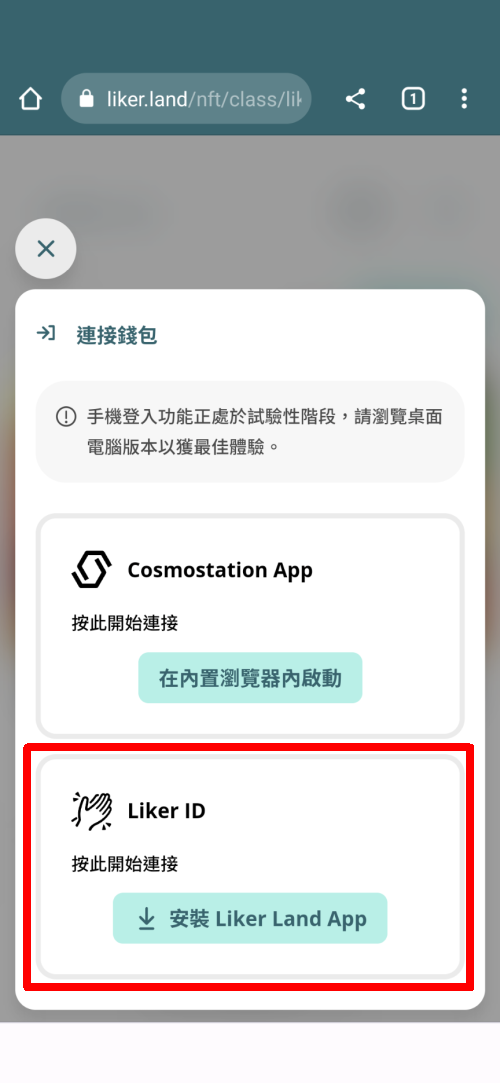 liker.land/nft/class/lik
1
連接錢包
手機登入功能正處於試驗性階段，請瀏覽桌面
電腦版本以獲最佳體驗。
Cosmostation App
按此開始連接
在內置瀏覽器內啟動
Liker ID
按此開始連接
安裝 Liker Land App